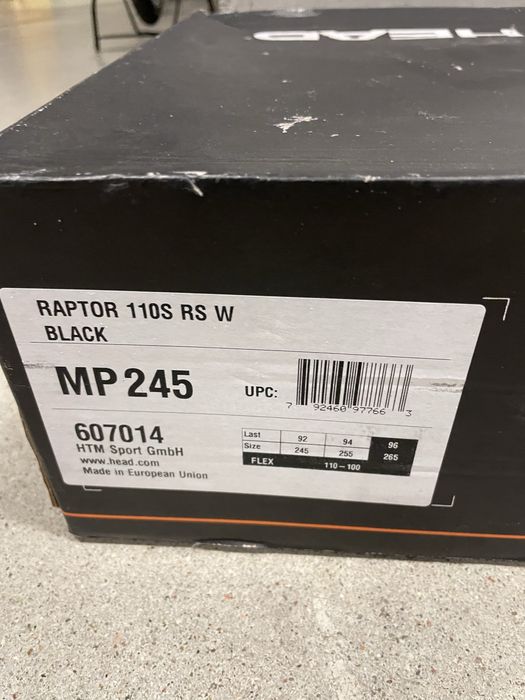 HEAD
RAPTOR 110S RS W
BLACK
MP 245
UPC:
7 92460 97766 3
607014
HTM Sport GmbH
www.head.com
Made in European Union
Last 92 94 96
Size 245 255 265
FLEX 110 – 100